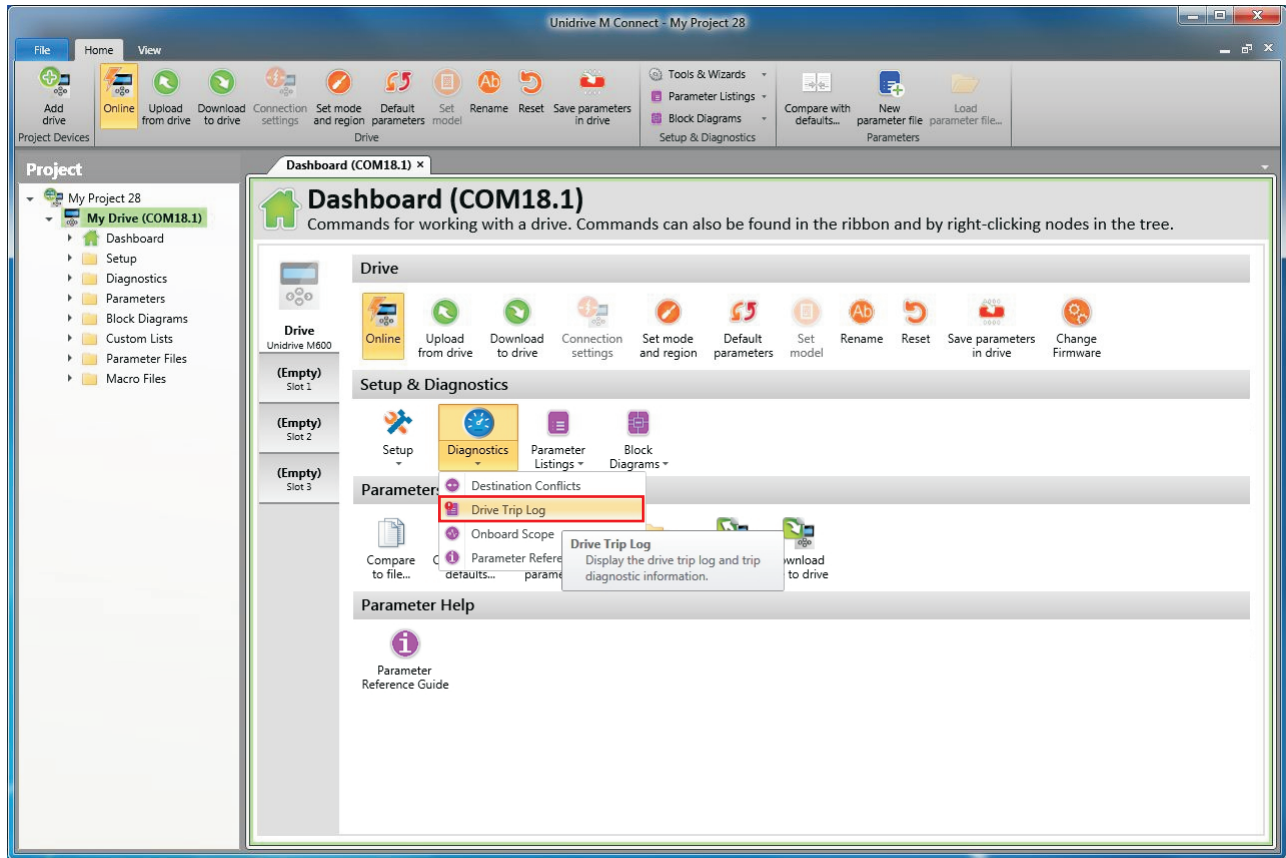 Unidrive M Connect - My Project 28
File Home View
Add drive
Online
Upload from drive
Download to drive
Connection settings
Set mode and region
Default parameters
Set model
Rename
Reset
Save parameters in drive
Tools & Wizards
Parameter Listings
Block Diagrams
Compare with defaults...
New parameter file
Load parameter file...
Project Devices
Drive
Setup & Diagnostics
Parameters
Project
Dashboard (COM18.1) ×
My Project 28
My Drive (COM18.1)
Dashboard
Setup
Diagnostics
Parameters
Block Diagrams
Custom Lists
Parameter Files
Macro Files
Dashboard (COM18.1)
Commands for working with a drive. Commands can also be found in the ribbon and by right-clicking nodes in the tree.
Drive
Unidrive M600
(Empty)
Slot 1
(Empty)
Slot 2
(Empty)
Slot 3
Drive
Online
Upload from drive
Download to drive
Connection settings
Set mode and region
Default parameters
Set model
Rename
Reset
Save parameters in drive
Change Firmware
Setup & Diagnostics
Setup
Diagnostics
Parameter Listings
Block Diagrams
Destination Conflicts
Drive Trip Log
Onboard Scope
Parameter Refere
Drive Trip Log
Display the drive trip log and trip
diagnostic information.
Parameter
Compare to file...
defaults...
parame
wnload
to drive
Parameter Help
Parameter
Reference Guide